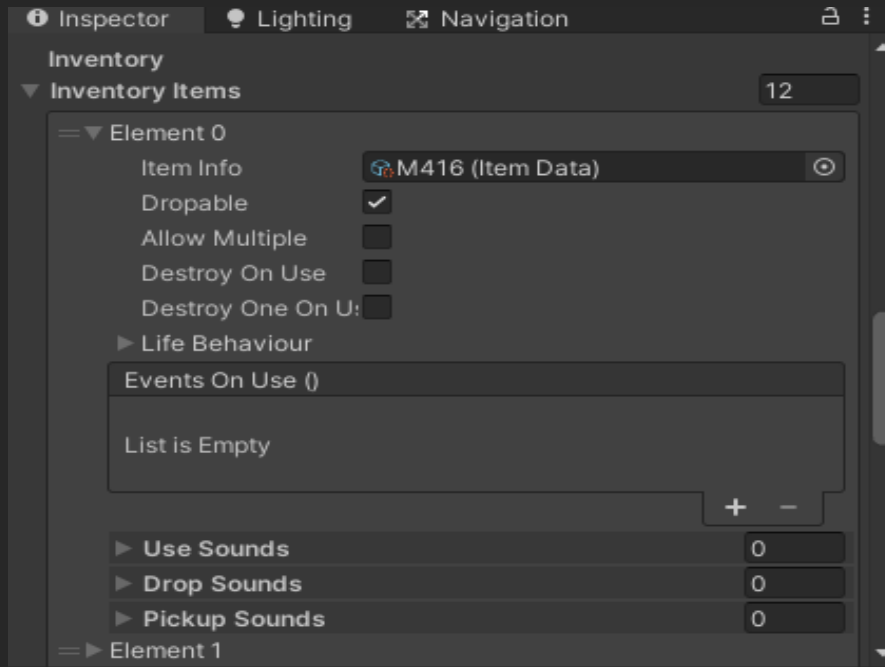 Inspector Lighting Navigation
Inventory
Inventory Items 12
Element 0
Item Info M416 (Item Data)
Dropable
Allow Multiple
Destroy On Use
Destroy One On U
Life Behaviour
Events On Use ()
List is Empty
+ −
Use Sounds 0
Drop Sounds 0
Pickup Sounds 0
Element 1